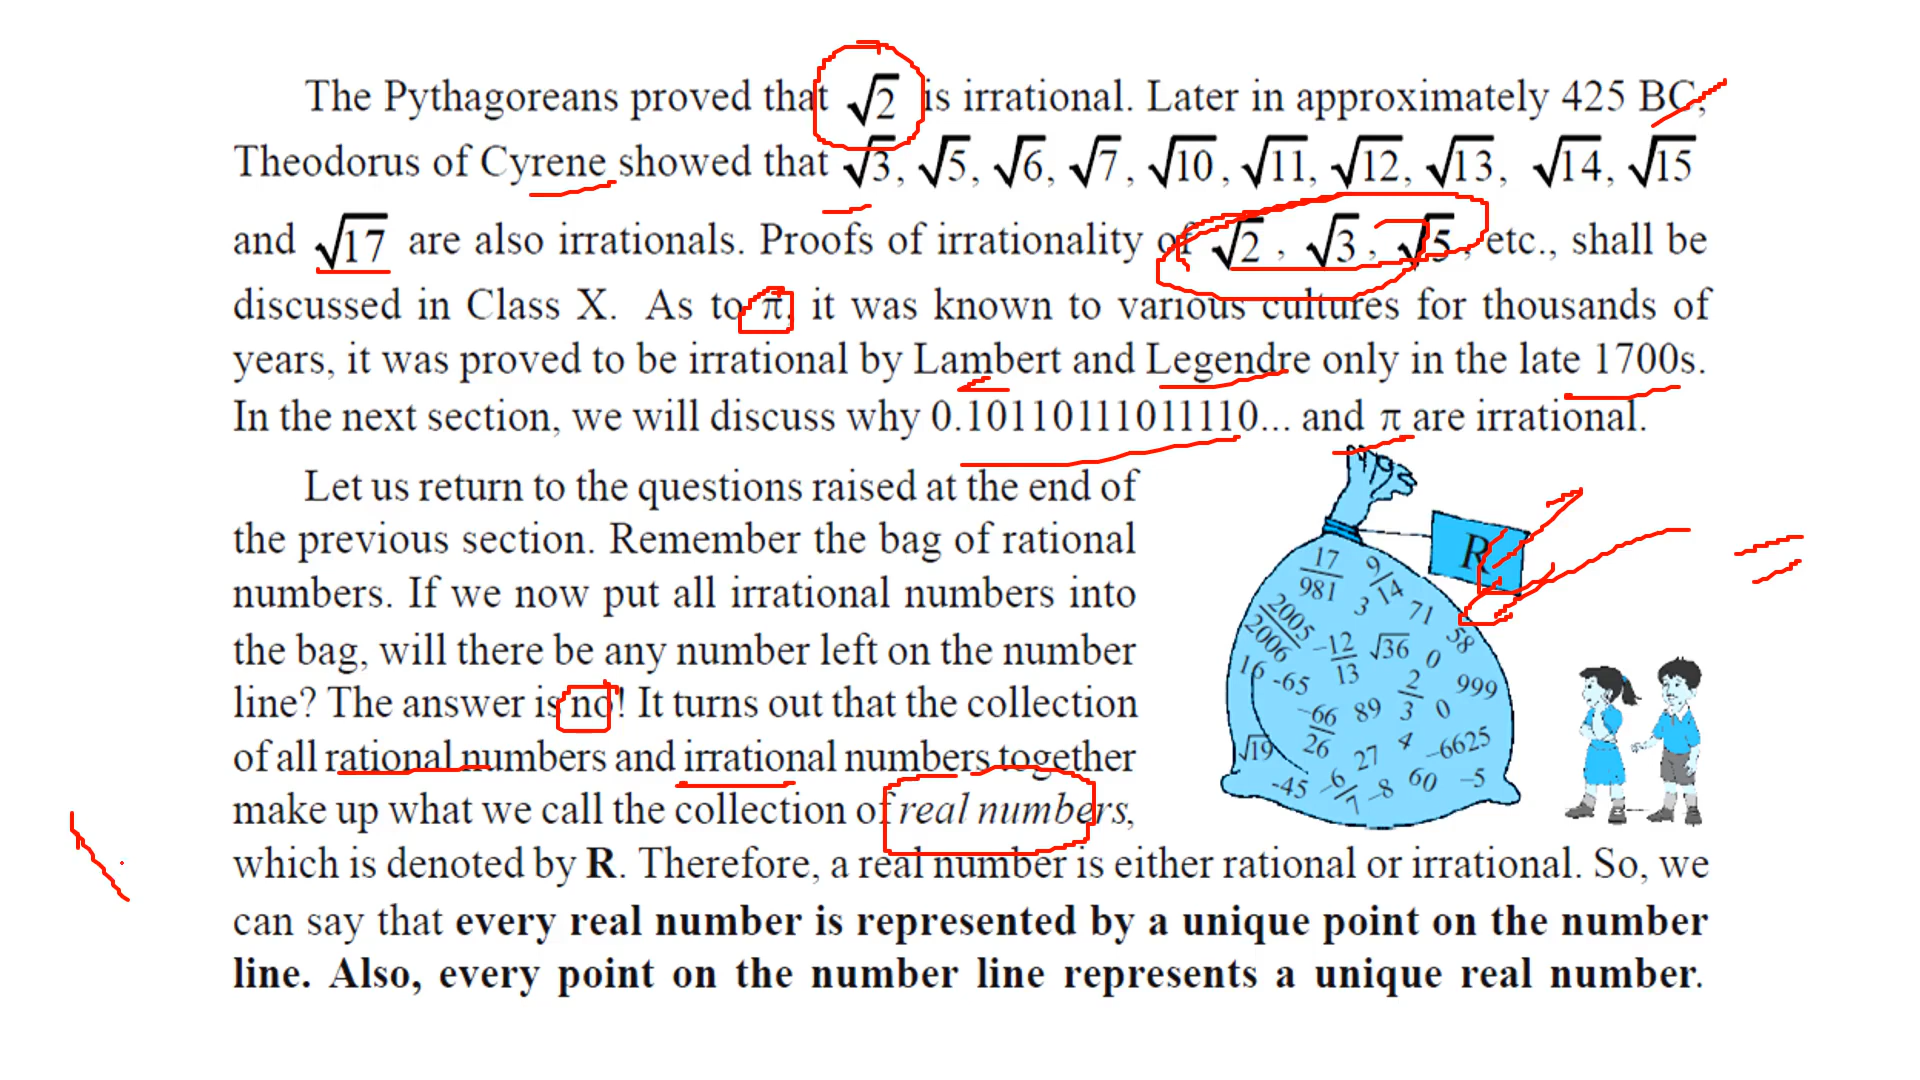 The Pythagoreans proved that √2 is irrational. Later in approximately 425 BC,
Theodorus of Cyrene showed that √3, √5, √6, √7, √10, √11, √12, √13, √14, √15
and √17 are also irrationals. Proofs of irrationality of √2, √3, √5, etc., shall be
discussed in Class X. As to π, it was known to various cultures for thousands of
years, it was proved to be irrational by Lambert and Legendre only in the late 1700s.
In the next section, we will discuss why 0.10110111011110... and π are irrational.
Let us return to the questions raised at the end of
the previous section. Remember the bag of rational
numbers. If we now put all irrational numbers into
the bag, will there be any number left on the number
line? The answer is no! It turns out that the collection
of all rational numbers and irrational numbers together
make up what we call the collection of real numbers,
which is denoted by R. Therefore, a real number is either rational or irrational. So, we
can say that every real number is represented by a unique point on the number
line. Also, every point on the number line represents a unique real number.
R
17/981 9/14
3 71
2005/2006 -12/13 √36 0 58
16 -65 2/3 999
-66/26 89 0
√19 27 4 -6625
-45 -6/7 -8 60 -5